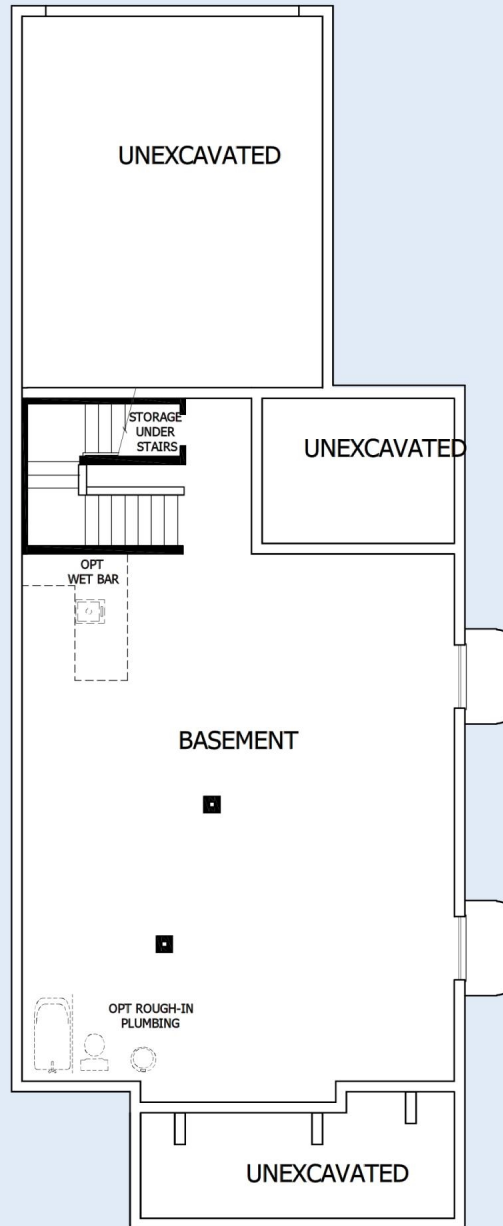 UNEXCAVATED
STORAGE
UNDER
STAIRS
UNEXCAVATED
OPT
WET BAR
BASEMENT
OPT ROUGH-IN
PLUMBING
UNEXCAVATED